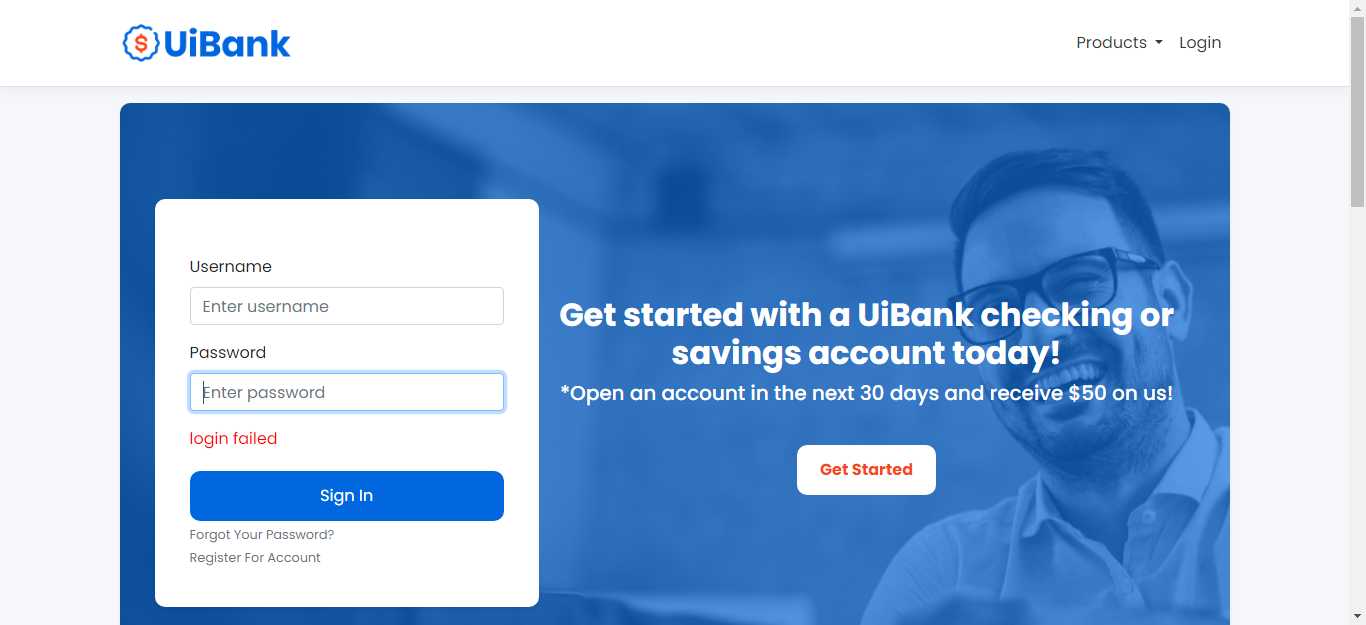 $ UiBank
Products
Login
Username
Enter username
Password
Enter password
login failed
Sign In
Forgot Your Password?
Register For Account
Get started with a UiBank checking or
savings account today!
*Open an account in the next 30 days and receive $50 on us!
Get Started